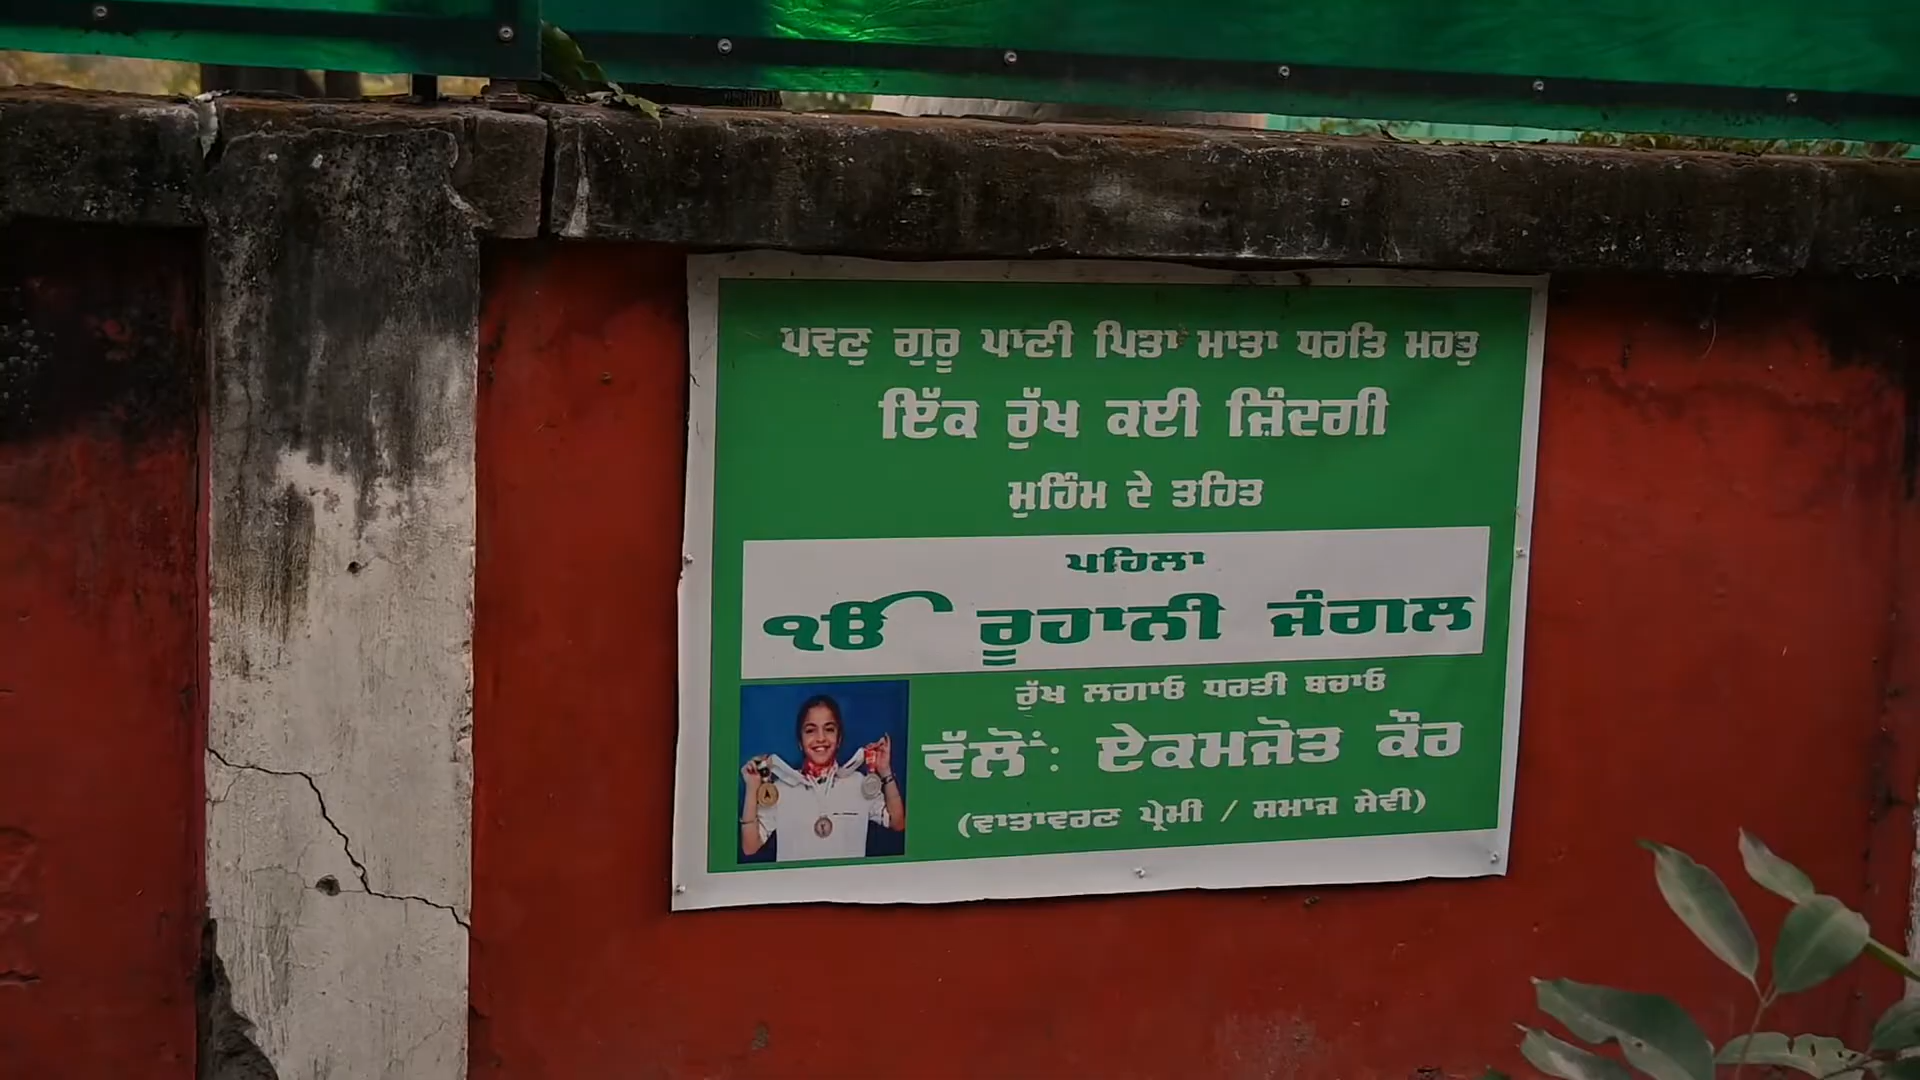 ਪਵਣੁ ਗੁਰੂ ਪਾਣੀ ਪਿਤਾ ਮਾਤਾ ਧਰਤਿ ਮਹਤੁ
ਇੱਕ ਰੁੱਖ ਕਈ ਜ਼ਿੰਦਗੀ
ਮੁਹਿੰਮ ਦੇ ਤਹਿਤ
ਪਹਿਲਾ
ੴ ਰੂਹਾਨੀ ਜੰਗਲ
ਰੁੱਖ ਲਗਾਓ ਧਰਤੀ ਬਚਾਓ
ਵੱਲੋਂ: ਏਕਮਜੋਤ ਕੌਰ
(ਵਾਤਾਵਰਣ ਪ੍ਰੇਮੀ / ਸਮਾਜ ਸੇਵੀ)